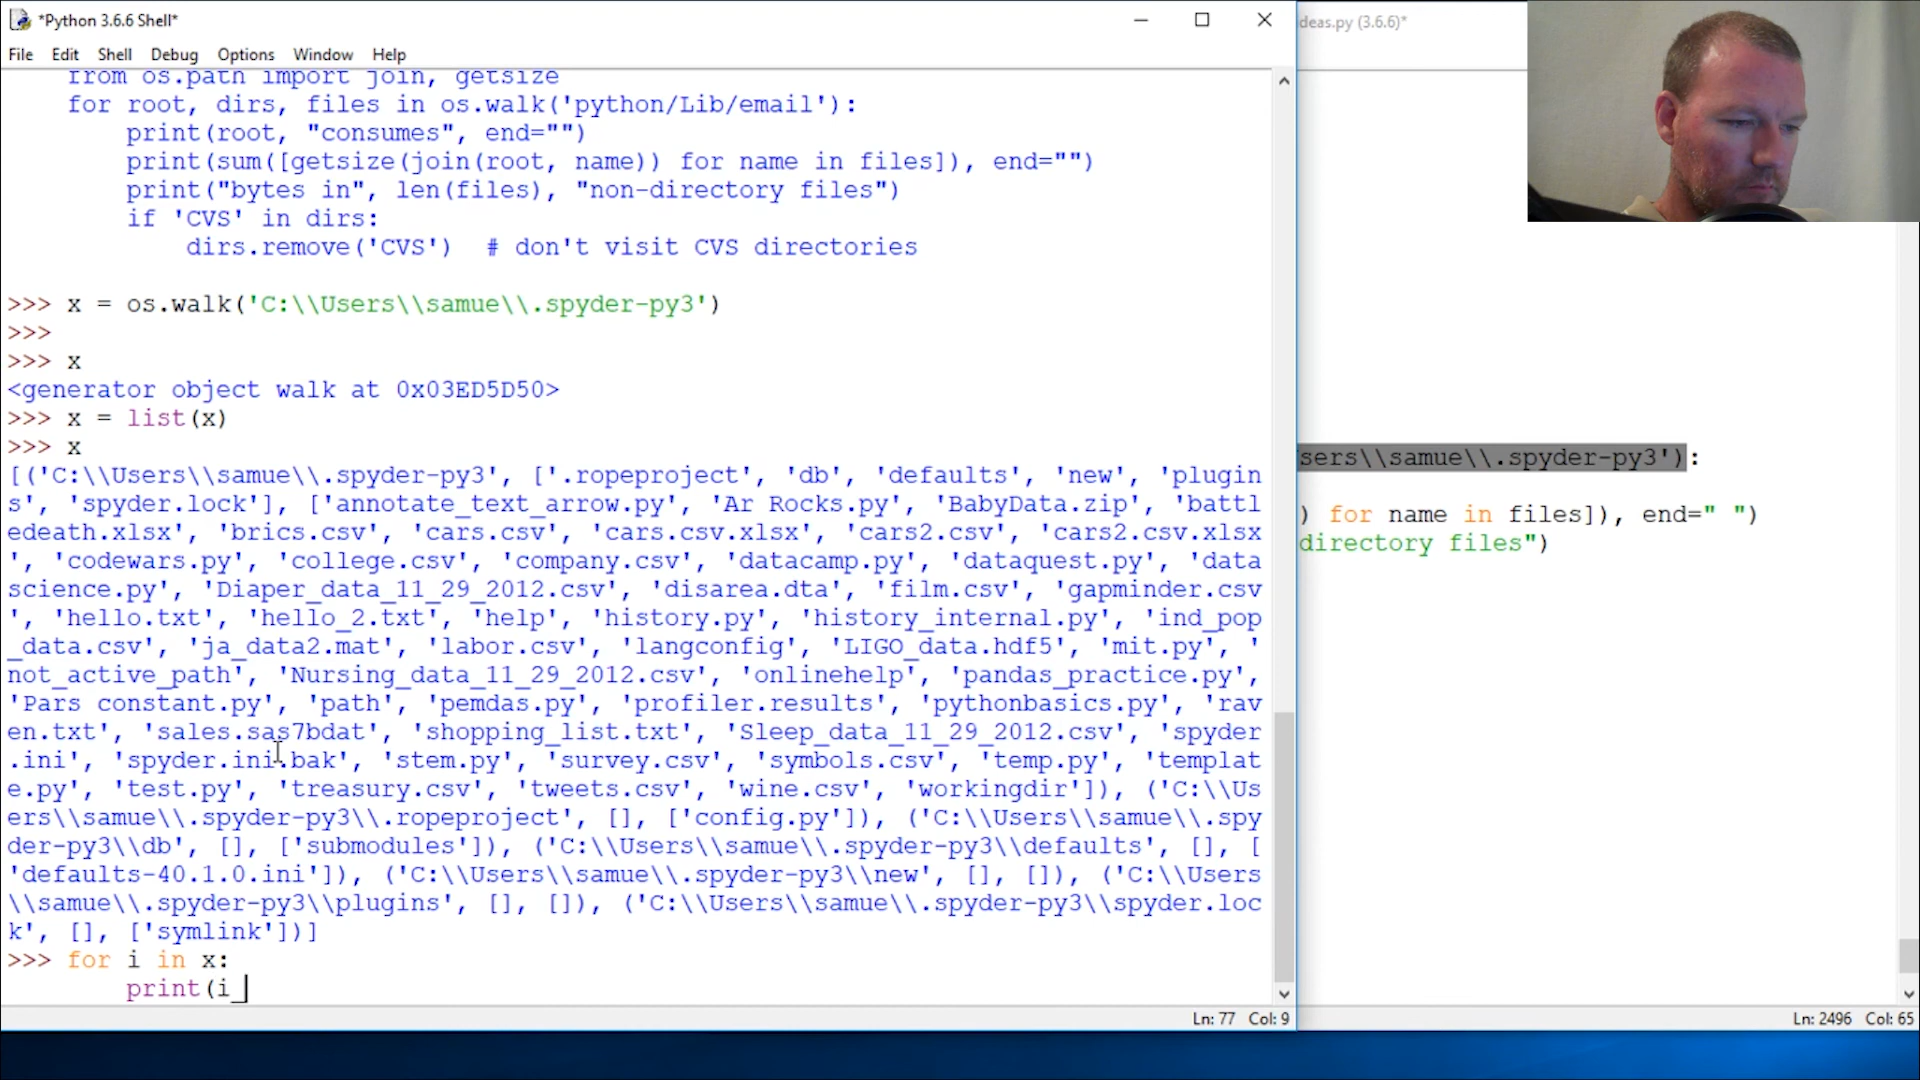 *Python 3.6.6 Shell*
deas.py (3.6.6)*
File Edit Shell Debug Options Window Help
from os.path import join, getsize
for root, dirs, files in os.walk('python/Lib/email'):
print(root, "consumes", end="")
print(sum([getsize(join(root, name)) for name in files]), end="")
print("bytes in", len(files), "non-directory files")
if 'CVS' in dirs:
dirs.remove('CVS')  # don't visit CVS directories
>>> x = os.walk('C:\\Users\\samue\\.spyder-py3')
>>>
>>> x
<generator object walk at 0x03ED5D50>
>>> x = list(x)
>>> x
[('C:\\Users\\samue\\.spyder-py3', ['.ropeproject', 'db', 'defaults', 'new', 'plugin
s', 'spyder.lock'], ['annotate_text_arrow.py', 'Ar Rocks.py', 'BabyData.zip', 'battl
edeath.xlsx', 'brics.csv', 'cars.csv', 'cars.csv.xlsx', 'cars2.csv', 'cars2.csv.xlsx
', 'codewars.py', 'college.csv', 'company.csv', 'datacamp.py', 'dataquest.py', 'data
science.py', 'Diaper_data_11_29_2012.csv', 'disarea.dta', 'film.csv', 'gapminder.csv
', 'hello.txt', 'hello_2.txt', 'help', 'history.py', 'history_internal.py', 'ind_pop
_data.csv', 'ja_data2.mat', 'labor.csv', 'langconfig', 'LIGO_data.hdf5', 'mit.py', '
not_active_path', 'Nursing_data_11_29_2012.csv', 'onlinehelp', 'pandas_practice.py',
'Pars constant.py', 'path', 'pemdas.py', 'profiler.results', 'pythonbasics.py', 'rav
en.txt', 'sales.sas7bdat', 'shopping_list.txt', 'Sleep_data_11_29_2012.csv', 'spyder
.ini', 'spyder.ini.bak', 'stem.py', 'survey.csv', 'symbols.csv', 'temp.py', 'templat
e.py', 'test.py', 'treasury.csv', 'tweets.csv', 'wine.csv', 'workingdir']), ('C:\\Us
ers\\samue\\.spyder-py3\\.ropeproject', [], ['config.py']), ('C:\\Users\\samue\\.spy
der-py3\\db', [], ['submodules']), ('C:\\Users\\samue\\.spyder-py3\\defaults', [], [
'defaults-40.1.0.ini']), ('C:\\Users\\samue\\.spyder-py3\\new', [], []), ('C:\\Users
\\samue\\.spyder-py3\\plugins', [], []), ('C:\\Users\\samue\\.spyder-py3\\spyder.loc
k', [], ['symlink'])]
>>> for i in x:
print(i
Ln: 77 Col: 9
sers\\samue\\.spyder-py3'):
) for name in files]), end=" ")
directory files")
Ln: 2496 Col: 65